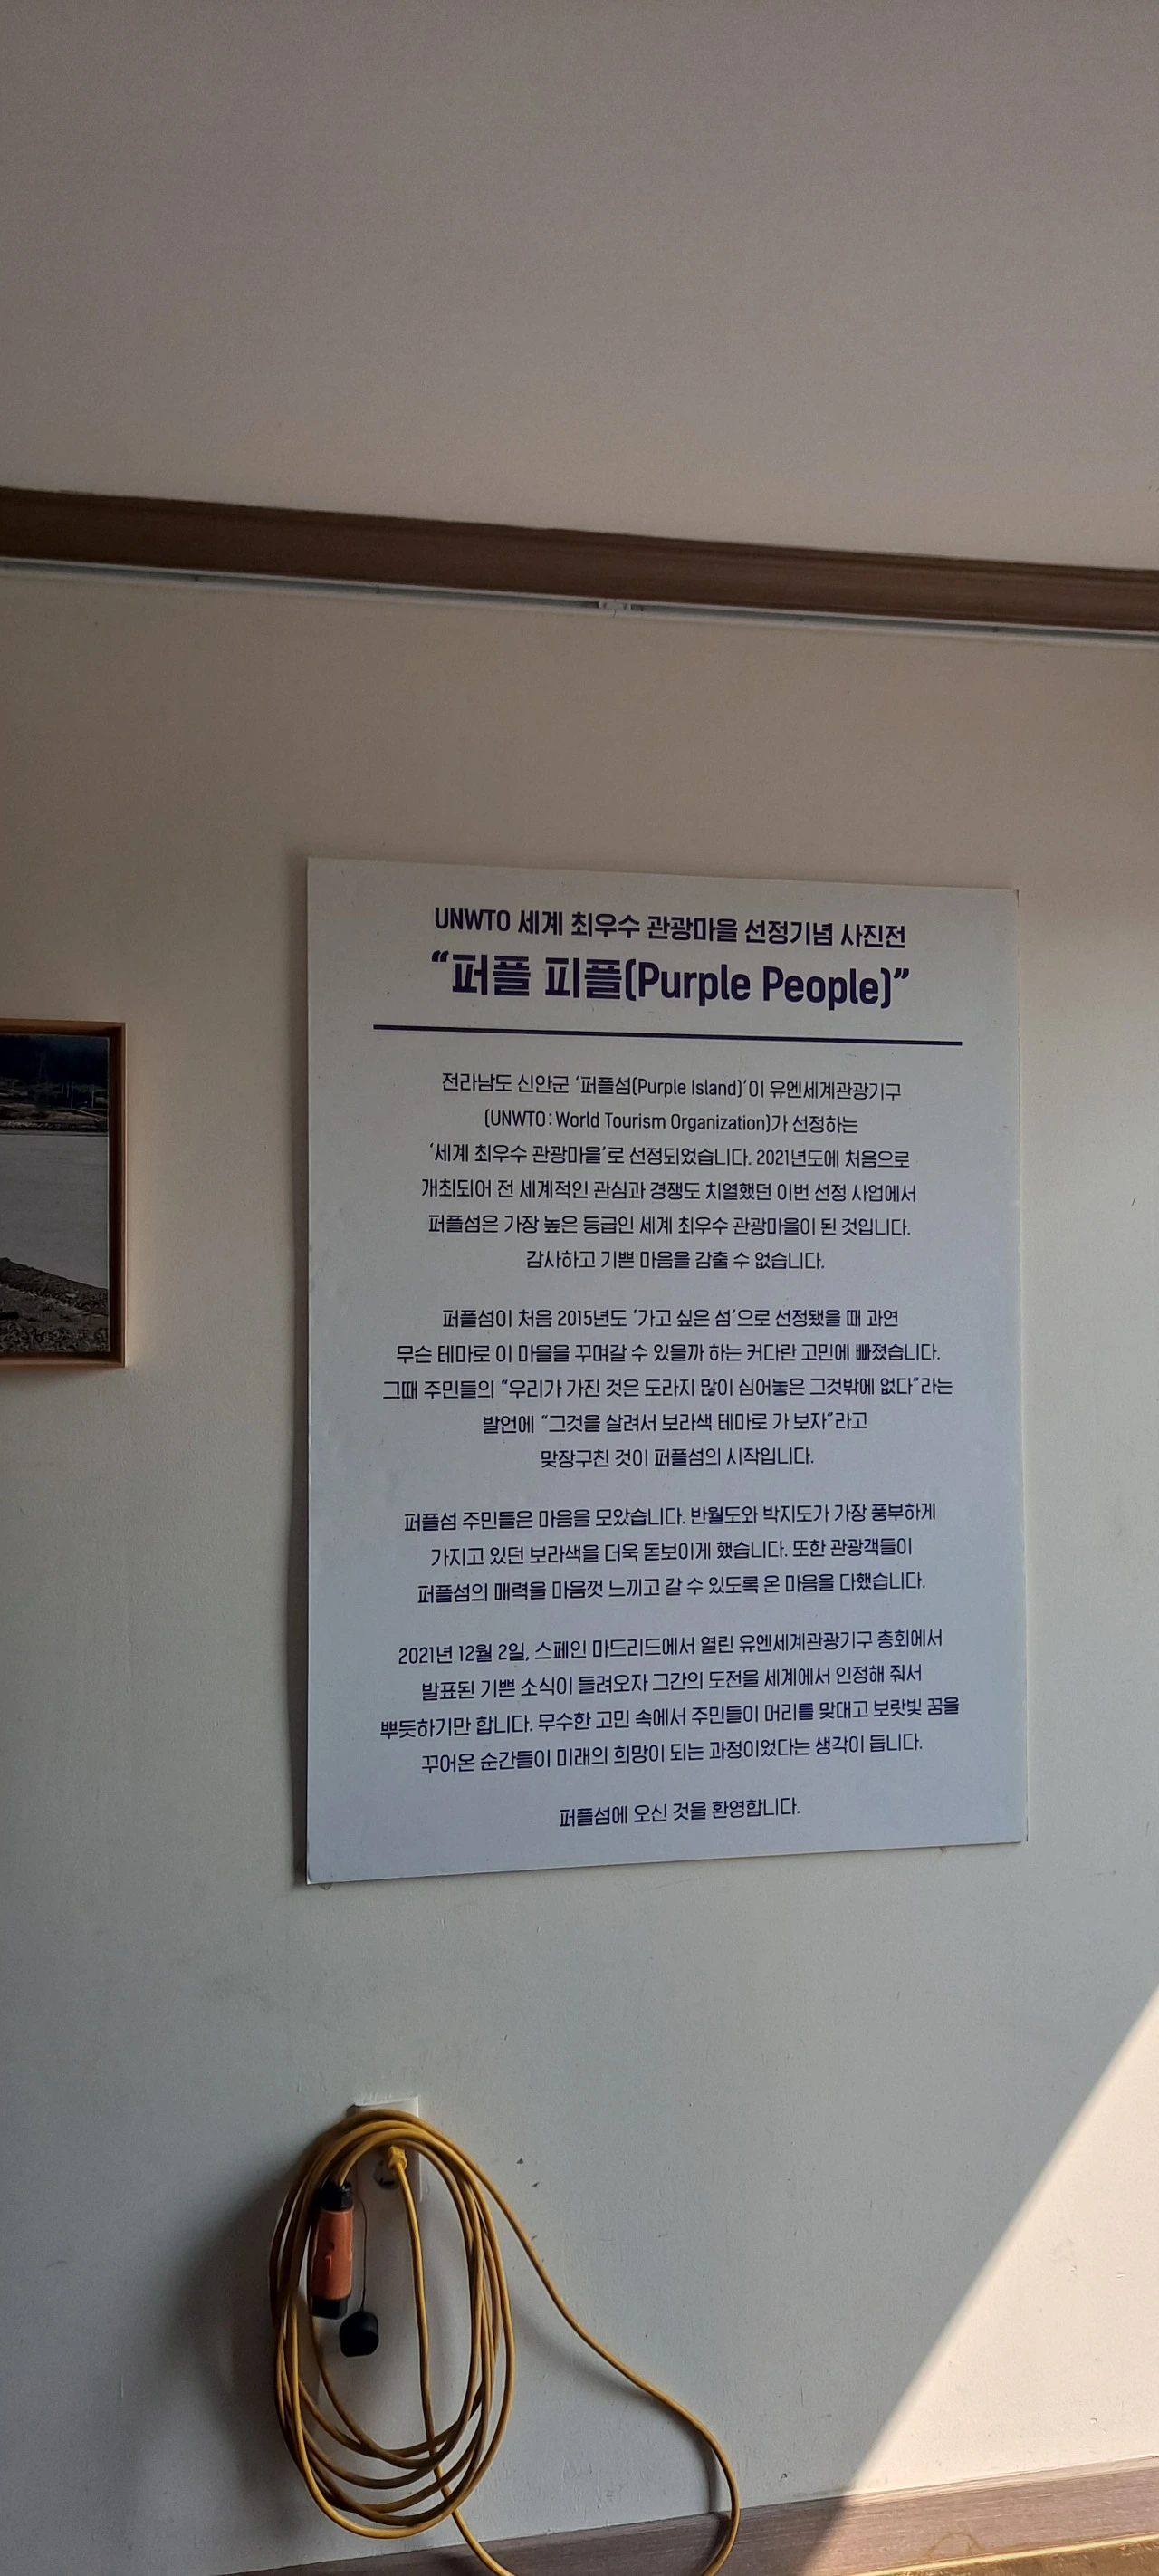 UNWTO 세계 최우수 관광마을 선정기념 사진전
“퍼플 피플(Purple People)”
전라남도 신안군 ‘퍼플섬(Purple Island)’이 유엔세계관광기구
(UNWTO: World Tourism Organization)가 선정하는
‘세계 최우수 관광마을’로 선정되었습니다. 2021년도에 처음으로
개최되어 전 세계적인 관심과 경쟁도 치열했던 이번 선정 사업에서
퍼플섬은 가장 높은 등급인 세계 최우수 관광마을이 된 것입니다.
감사하고 기쁜 마음을 감출 수 없습니다.
퍼플섬이 처음 2015년도 ‘가고 싶은 섬’으로 선정됐을 때 과연
무슨 테마로 이 마을을 꾸며갈 수 있을까 하는 커다란 고민에 빠졌습니다.
그때 주민들의 “우리가 가진 것은 도라지 많이 심어놓은 그것밖에 없다”라는
발언에 “그것을 살려서 보라색 테마로 가 보자”라고
맞장구친 것이 퍼플섬의 시작입니다.
퍼플섬 주민들은 마음을 모았습니다. 반월도와 박지도가 가장 풍부하게
가지고 있던 보라색을 더욱 돋보이게 했습니다. 또한 관광객들이
퍼플섬의 매력을 마음껏 느끼고 갈 수 있도록 온 마음을 다했습니다.
2021년 12월 2일, 스페인 마드리드에서 열린 유엔세계관광기구 총회에서
발표된 기쁜 소식이 들려오자 그간의 도전을 세계에서 인정해 줘서
뿌듯하기만 합니다. 무수한 고민 속에서 주민들이 머리를 맞대고 보랏빛 꿈을
꾸어온 순간들이 미래의 희망이 되는 과정이었다는 생각이 듭니다.
퍼플섬에 오신 것을 환영합니다.